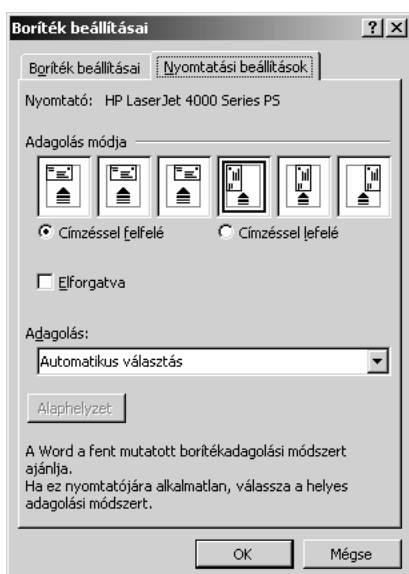 Boríték beállításai
Boríték beállításai Nyomtatási beállítások
Nyomtató: HP LaserJet 4000 Series PS
Adagolás módja
Címzéssel felfelé Címzéssel lefelé
Elforgatva
Adagolás:
Automatikus választás
Alaphelyzet
A Word a fent mutatott borítékadagolási módszert
ajánlja.
Ha ez nyomtatójára alkalmatlan, válassza a helyes
adagolási módszert.
OK Mégse